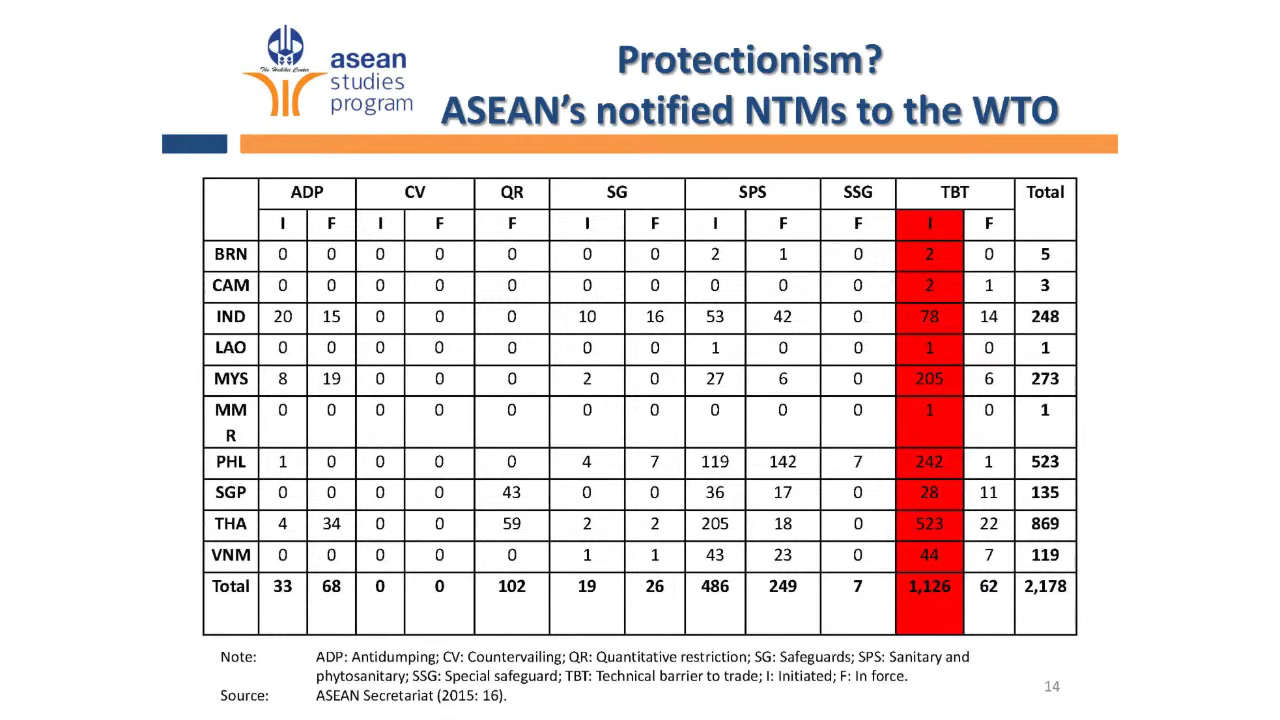 The Habibie Center
asean
studies
program
Protectionism?
ASEAN's notified NTMs to the WTO
ADP CV QR SG SPS SSG TBT Total
I F I F F I F I F F I F
BRN 0 0 0 0 0 0 0 2 1 0 2 0 5
CAM 0 0 0 0 0 0 0 0 0 0 2 1 3
IND 20 15 0 0 0 10 16 53 42 0 78 14 248
LAO 0 0 0 0 0 0 0 1 0 0 1 0 1
MYS 8 19 0 0 0 2 0 27 6 0 205 6 273
MM 0 0 0 0 0 0 0 0 0 0 1 0 1
R
PHL 1 0 0 0 0 4 7 119 142 7 242 1 523
SGP 0 0 0 0 43 0 0 36 17 0 28 11 135
THA 4 34 0 0 59 2 2 205 18 0 523 22 869
VNM 0 0 0 0 0 1 1 43 23 0 44 7 119
Total 33 68 0 0 102 19 26 486 249 7 1,126 62 2,178
Note: ADP: Antidumping; CV: Countervailing; QR: Quantitative restriction; SG: Safeguards; SPS: Sanitary and
phytosanitary; SSG: Special safeguard; TBT: Technical barrier to trade; I: Initiated; F: In force.
Source: ASEAN Secretariat (2015: 16).
14